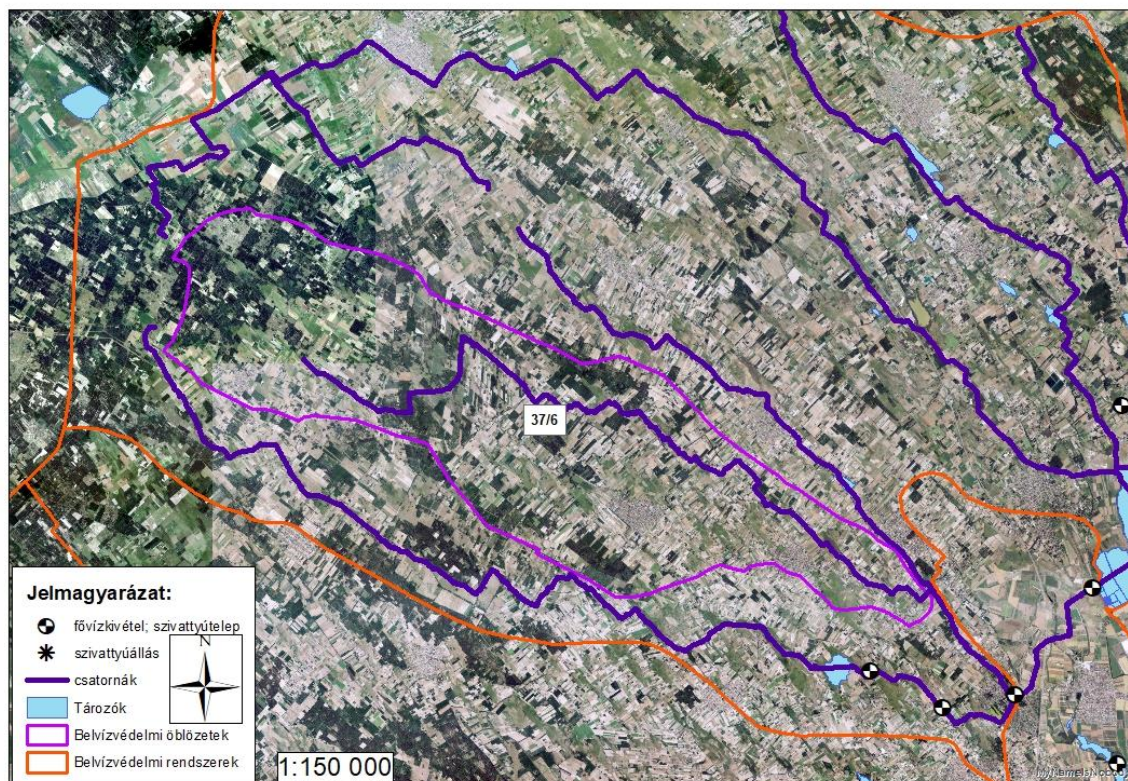 37/6
Jelmagyarázat:
N
fővízkivétel; szivattyútelep
szivattyúállás
csatornák
Tározók
Belvízvédelmi öblözetek
Belvízvédelmi rendszerek
1:150 000